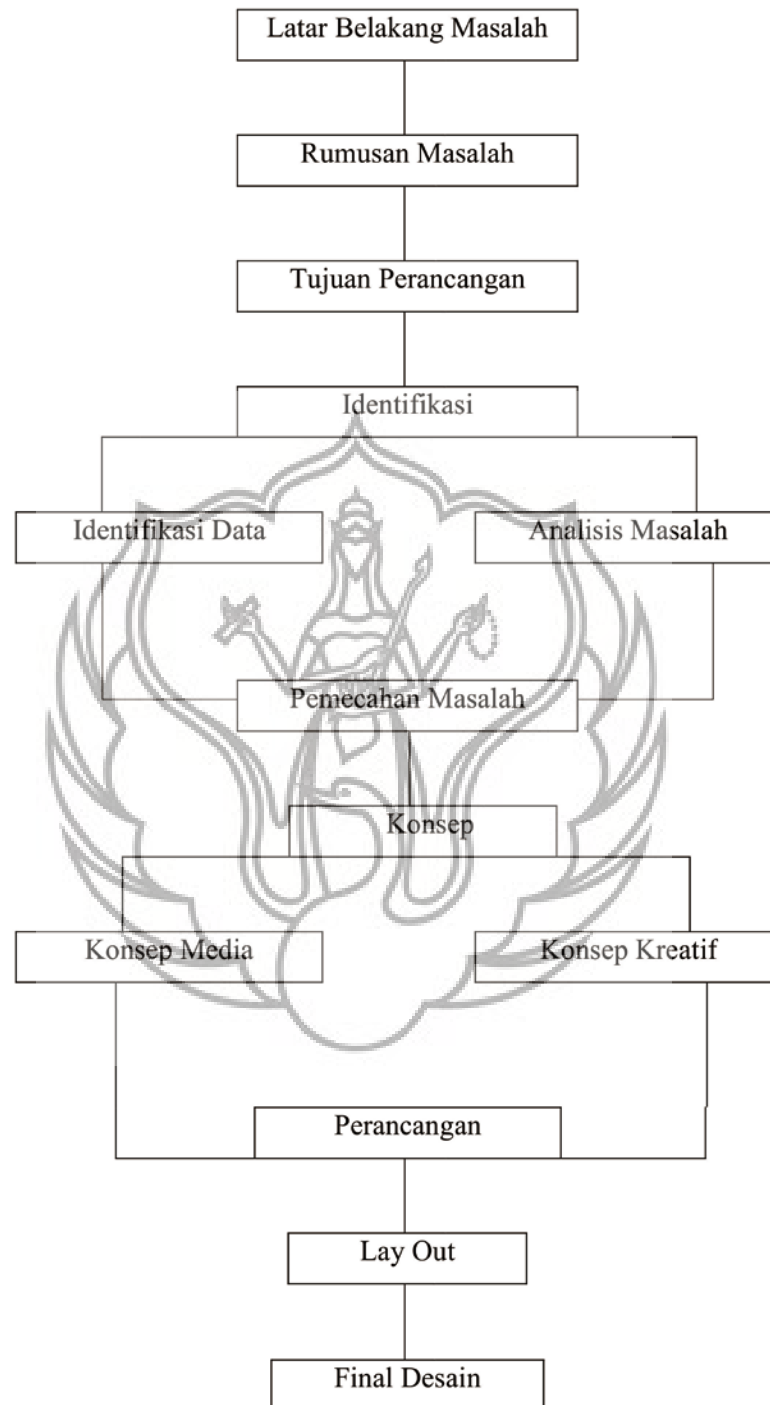 Latar Belakang Masalah
Rumusan Masalah
Tujuan Perancangan
Identifikasi
Identifikasi Data
Analisis Masalah
Pemecahan Masalah
Konsep
Konsep Media
Konsep Kreatif
Perancangan
Lay Out
Final Desain